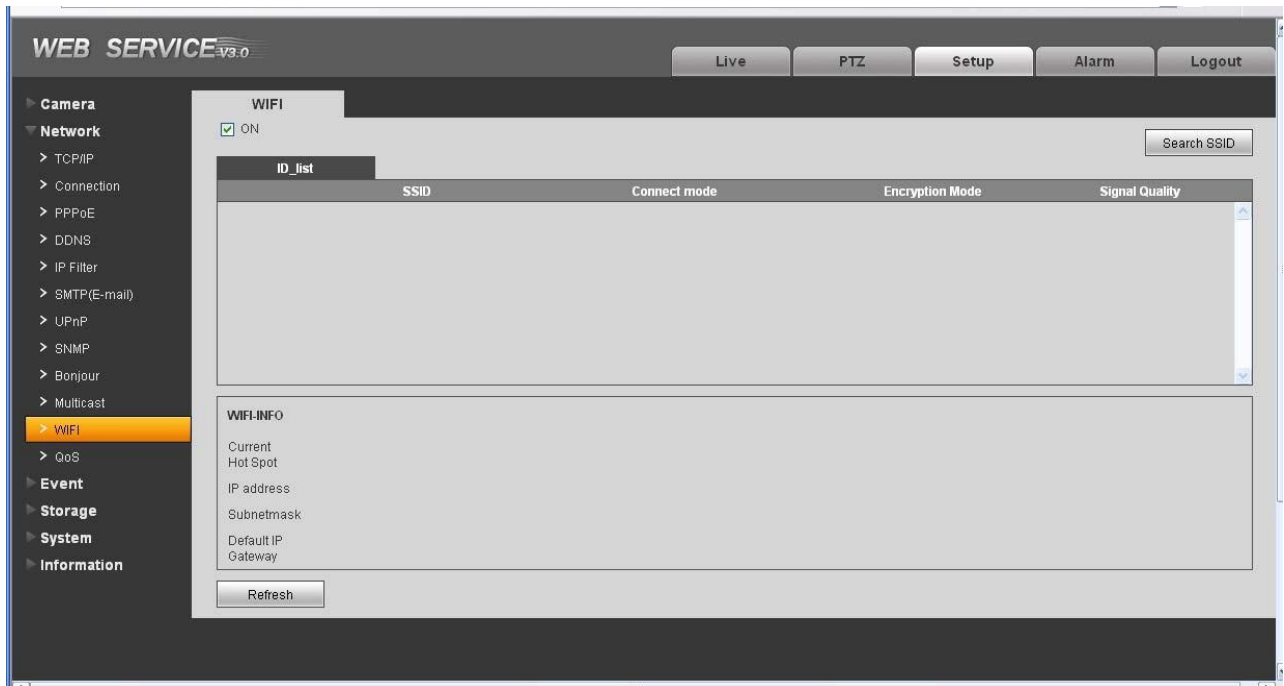 WEB SERVICE V3.0
Live PTZ Setup Alarm Logout
Camera
Network
TCP/IP
Connection
PPPoE
DDNS
IP Filter
SMTP(E-mail)
UPnP
SNMP
Bonjour
Multicast
WIFI
QoS
Event
Storage
System
Information
WIFI
ON
Search SSID
ID_list
SSID Connect mode Encryption Mode Signal Quality
WIFI-INFO
Current
Hot Spot
IP address
Subnetmask
Default IP
Gateway
Refresh